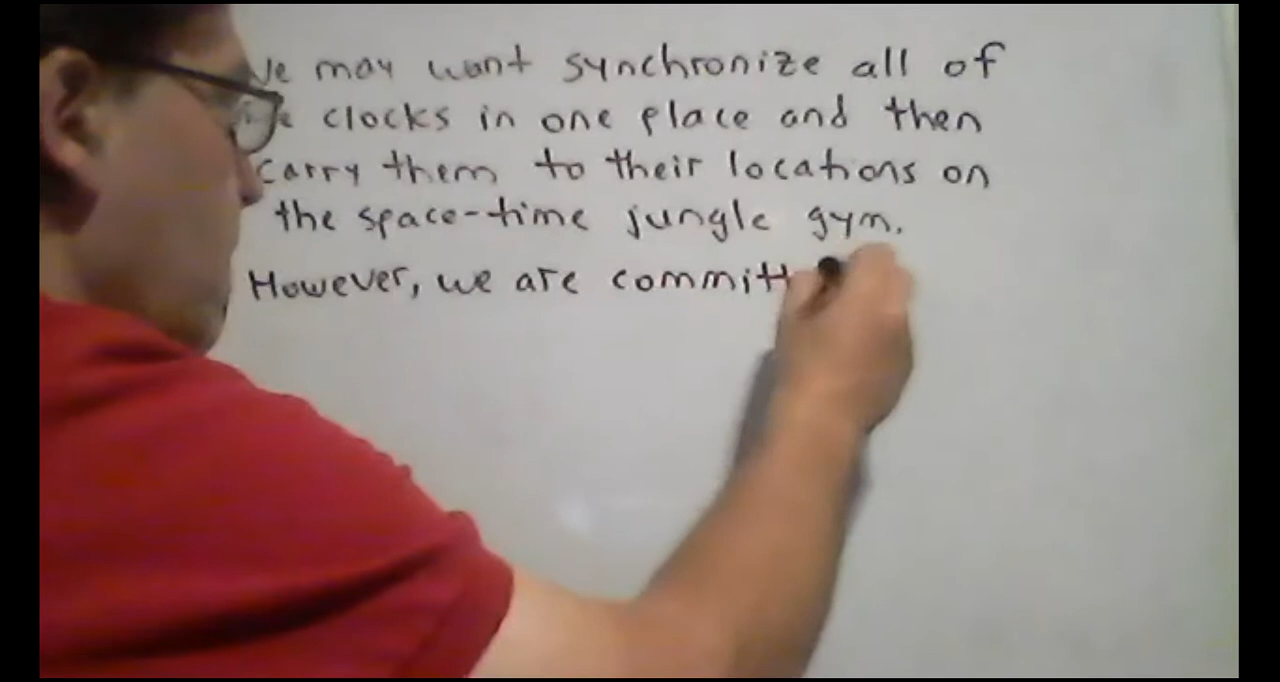 We may want synchronize all of
clocks in one place and then
carry them to their locations on
the space-time jungle gym.
However, we are committ